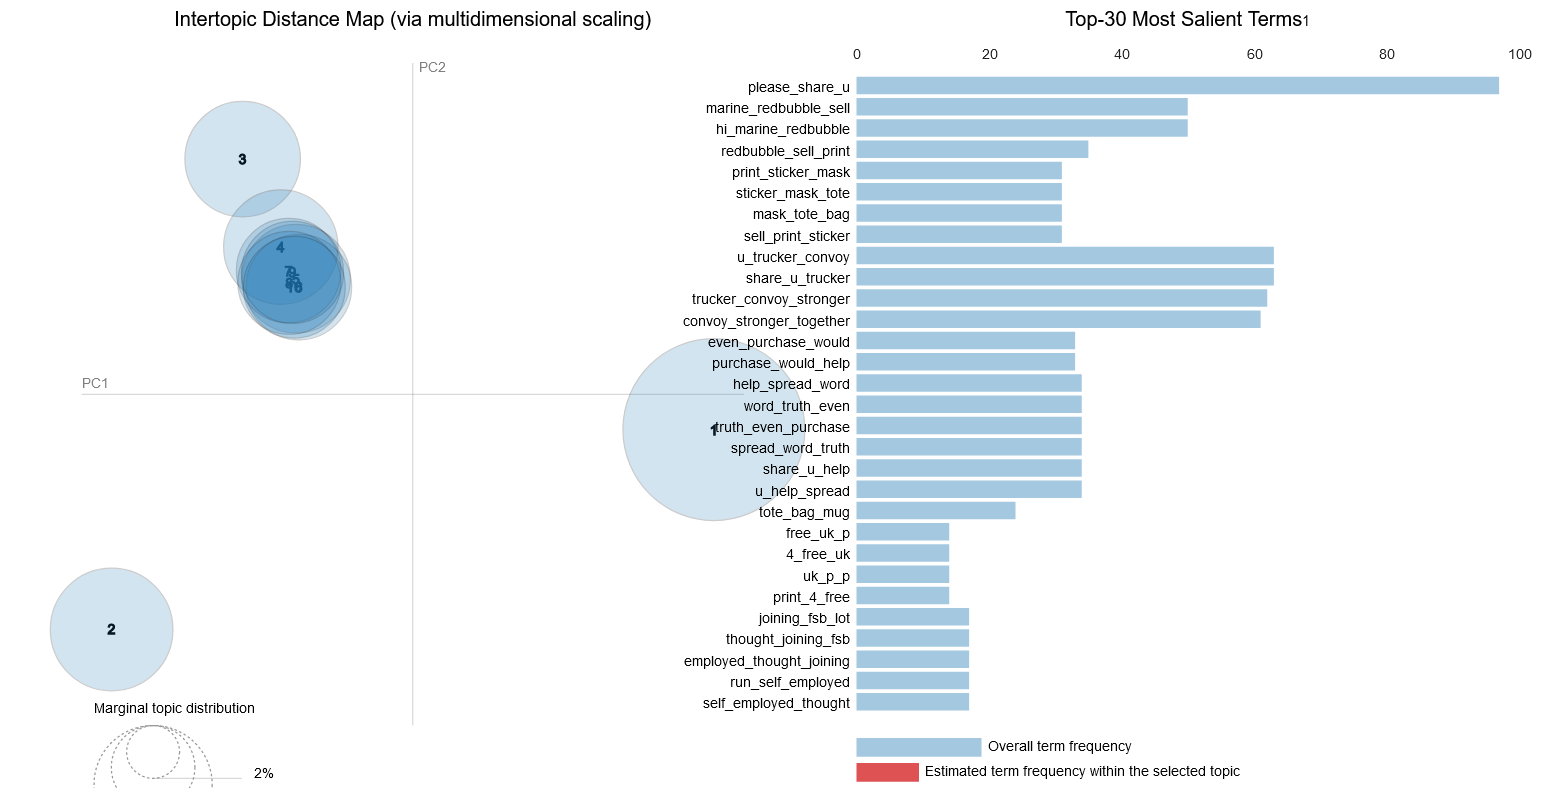 Intertopic Distance Map (via multidimensional scaling)
PC2
PC1
3
4
1
2
Marginal topic distribution
2%
Top-30 Most Salient Terms1
0 20 40 60 80 100
please_share_u
marine_redbubble_sell
hi_marine_redbubble
redbubble_sell_print
print_sticker_mask
sticker_mask_tote
mask_tote_bag
sell_print_sticker
u_trucker_convoy
share_u_trucker
trucker_convoy_stronger
convoy_stronger_together
even_purchase_would
purchase_would_help
help_spread_word
word_truth_even
truth_even_purchase
spread_word_truth
share_u_help
u_help_spread
tote_bag_mug
free_uk_p
4_free_uk
uk_p_p
print_4_free
joining_fsb_lot
thought_joining_fsb
employed_thought_joining
run_self_employed
self_employed_thought
Overall term frequency
Estimated term frequency within the selected topic